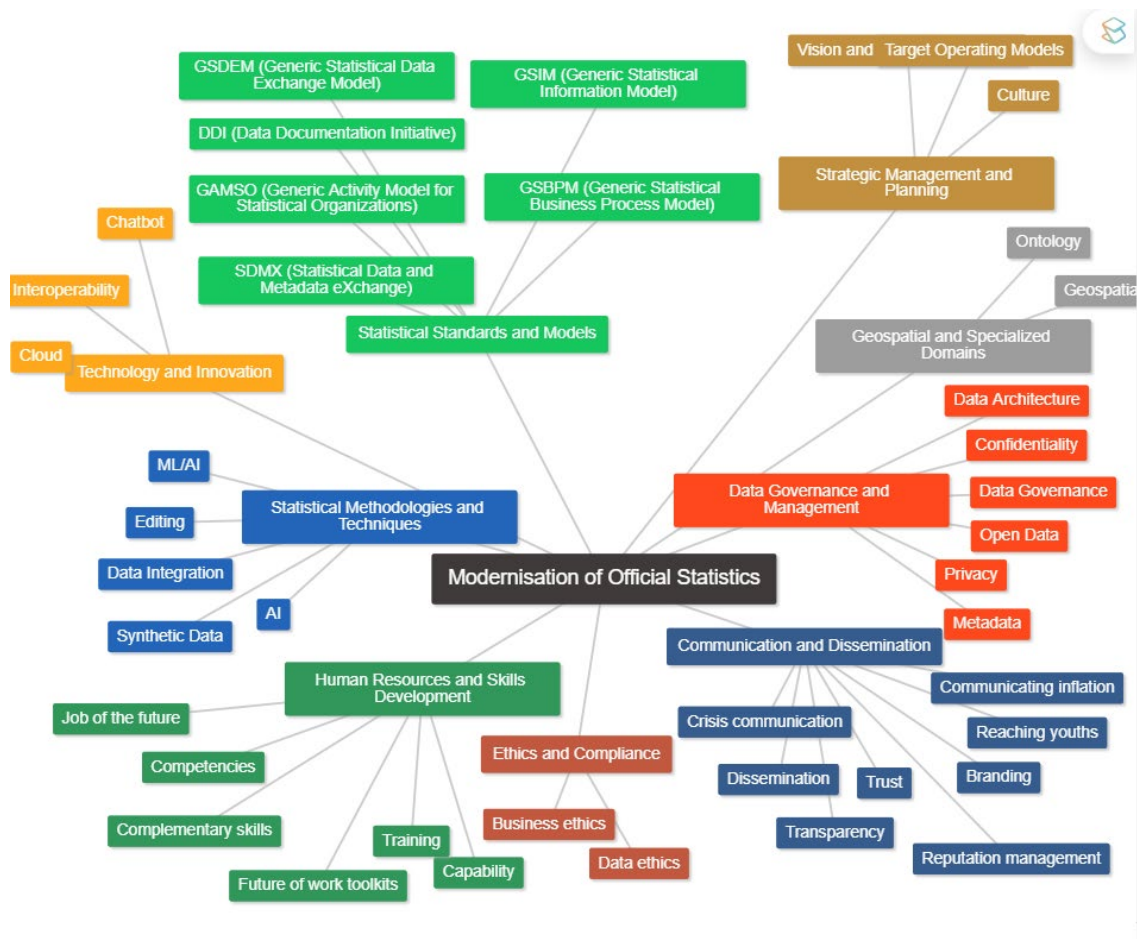 GSDEM (Generic Statistical Data
Exchange Model)
GSIM (Generic Statistical
Information Model)
Vision and
Target Operating Models
Culture
DDI (Data Documentation Initiative)
GAMSO (Generic Activity Model for
Statistical Organizations)
GSBPM (Generic Statistical
Business Process Model)
Strategic Management and
Planning
Chatbot
Ontology
SDMX (Statistical Data and
Metadata eXchange)
Interoperability
Geospatia
Statistical Standards and Models
Geospatial and Specialized
Domains
Cloud
Technology and Innovation
Data Architecture
Confidentiality
ML/AI
Statistical Methodologies and
Techniques
Data Governance and
Management
Data Governance
Editing
Open Data
Data Integration
Modernisation of Official Statistics
Privacy
AI
Metadata
Synthetic Data
Communication and Dissemination
Human Resources and Skills
Development
Communicating inflation
Job of the future
Crisis communication
Reaching youths
Competencies
Ethics and Compliance
Dissemination
Trust
Branding
Complementary skills
Training
Business ethics
Transparency
Capability
Data ethics
Reputation management
Future of work toolkits